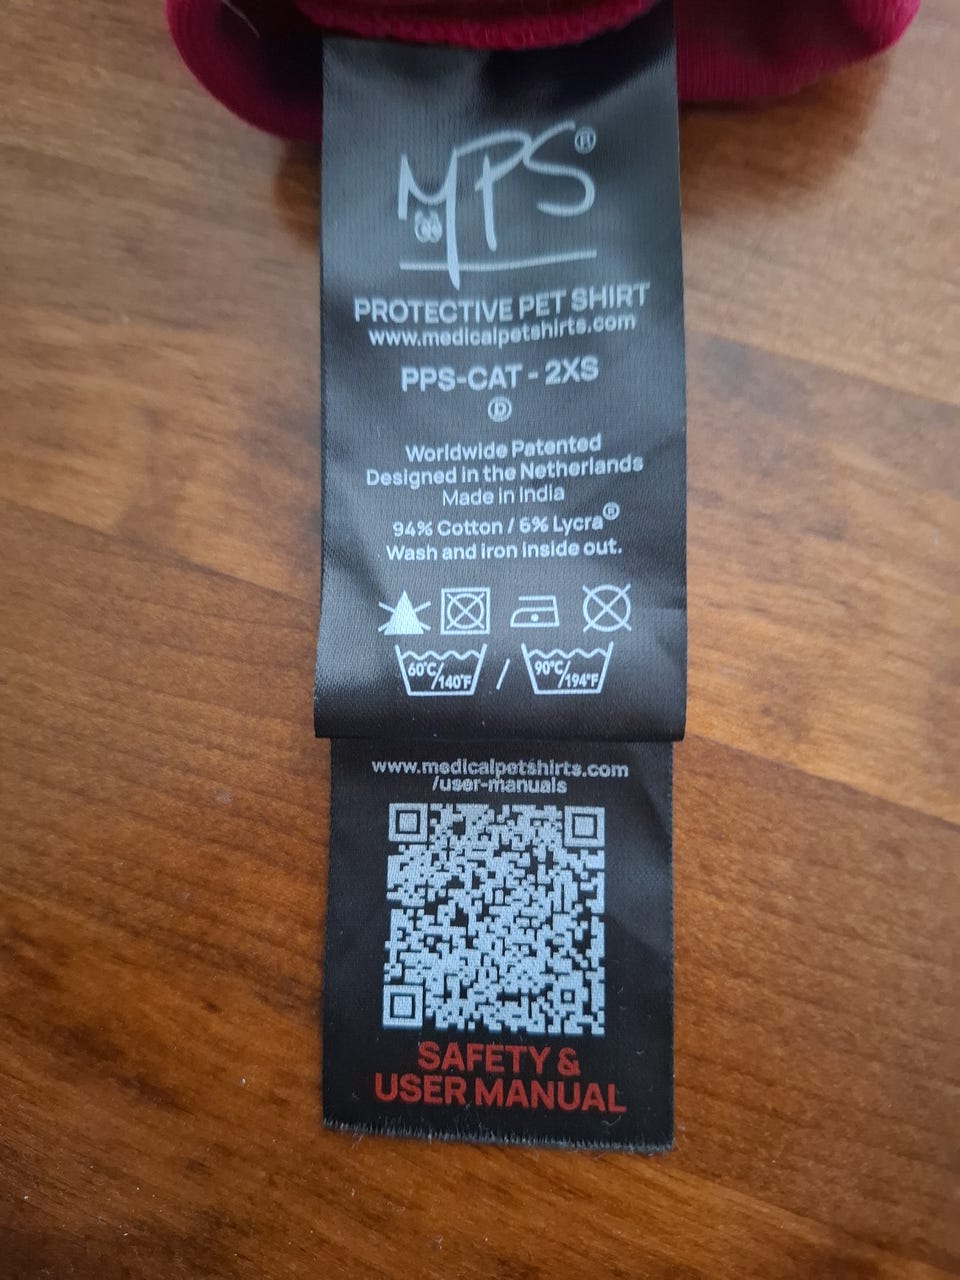 MPS®
PROTECTIVE PET SHIRT
www.medicalpetshirts.com
PPS-CAT - 2XS
Ⓓ
Worldwide Patented
Designed in the Netherlands
Made in India
94% Cotton / 6% Lycra®
Wash and iron inside out.
60°C/140°F / 90°C/194°F
www.medicalpetshirts.com
/user-manuals
SAFETY &
USER MANUAL